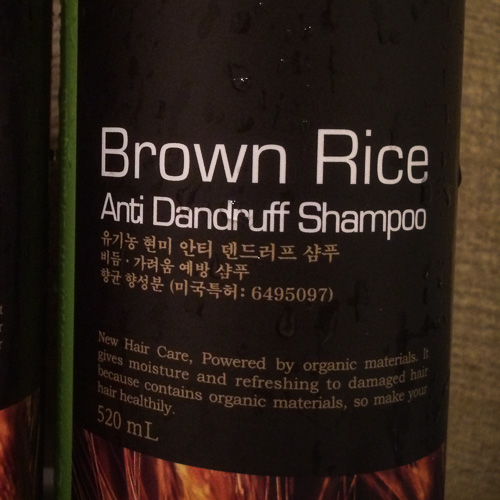 Brown Rice
Anti Dandruff Shampoo
유기농 현미 안티 덴드러프 샴푸
비듬·가려움 예방 샴푸
향균 향성분 (미국특허: 6495097)
New Hair Care, Powered by organic materials. It
gives moisture and refreshing to damaged hair
because contains organic materials, so make your
hair healthily.
520 mL